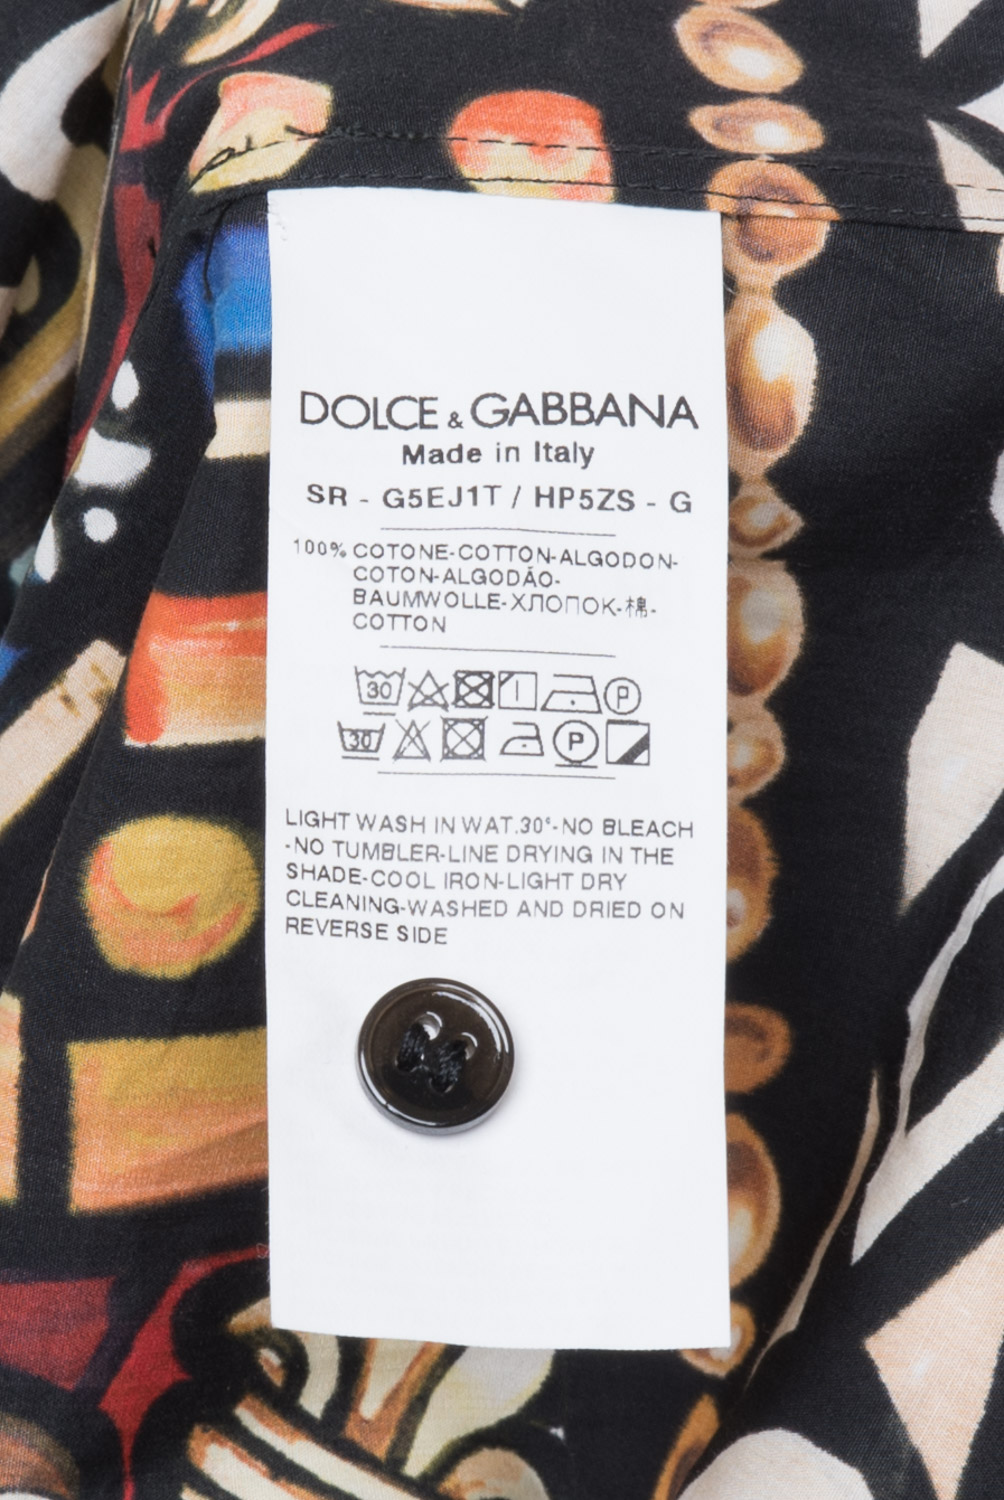 DOLCE & GABBANA
Made in Italy
SR - G5EJ1T / HP5ZS - G
100% COTONE-COTTON-ALGODON-
COTON-ALGODÃO-
BAUMWOLLE-ХЛОПОК-棉-
COTTON
30 P
30 P
LIGHT WASH IN WAT.30°-NO BLEACH
-NO TUMBLER-LINE DRYING IN THE
SHADE-COOL IRON-LIGHT DRY
CLEANING-WASHED AND DRIED ON
REVERSE SIDE